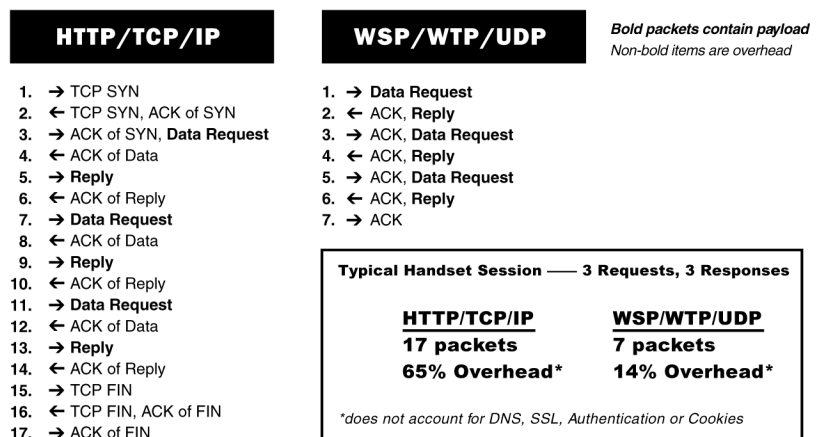 HTTP/TCP/IP
1. → TCP SYN
2. ← TCP SYN, ACK of SYN
3. → ACK of SYN, Data Request
4. ← ACK of Data
5. → Reply
6. ← ACK of Reply
7. → Data Request
8. ← ACK of Data
9. → Reply
10. ← ACK of Reply
11. → Data Request
12. ← ACK of Data
13. → Reply
14. ← ACK of Reply
15. → TCP FIN
16. ← TCP FIN, ACK of FIN
17. → ACK of FIN
WSP/WTP/UDP
1. → Data Request
2. ← ACK, Reply
3. → ACK, Data Request
4. ← ACK, Reply
5. → ACK, Data Request
6. ← ACK, Reply
7. → ACK
Bold packets contain payload
Non-bold items are overhead
Typical Handset Session — 3 Requests, 3 Responses
HTTP/TCP/IP
17 packets
65% Overhead*
WSP/WTP/UDP
7 packets
14% Overhead*
*does not account for DNS, SSL, Authentication or Cookies